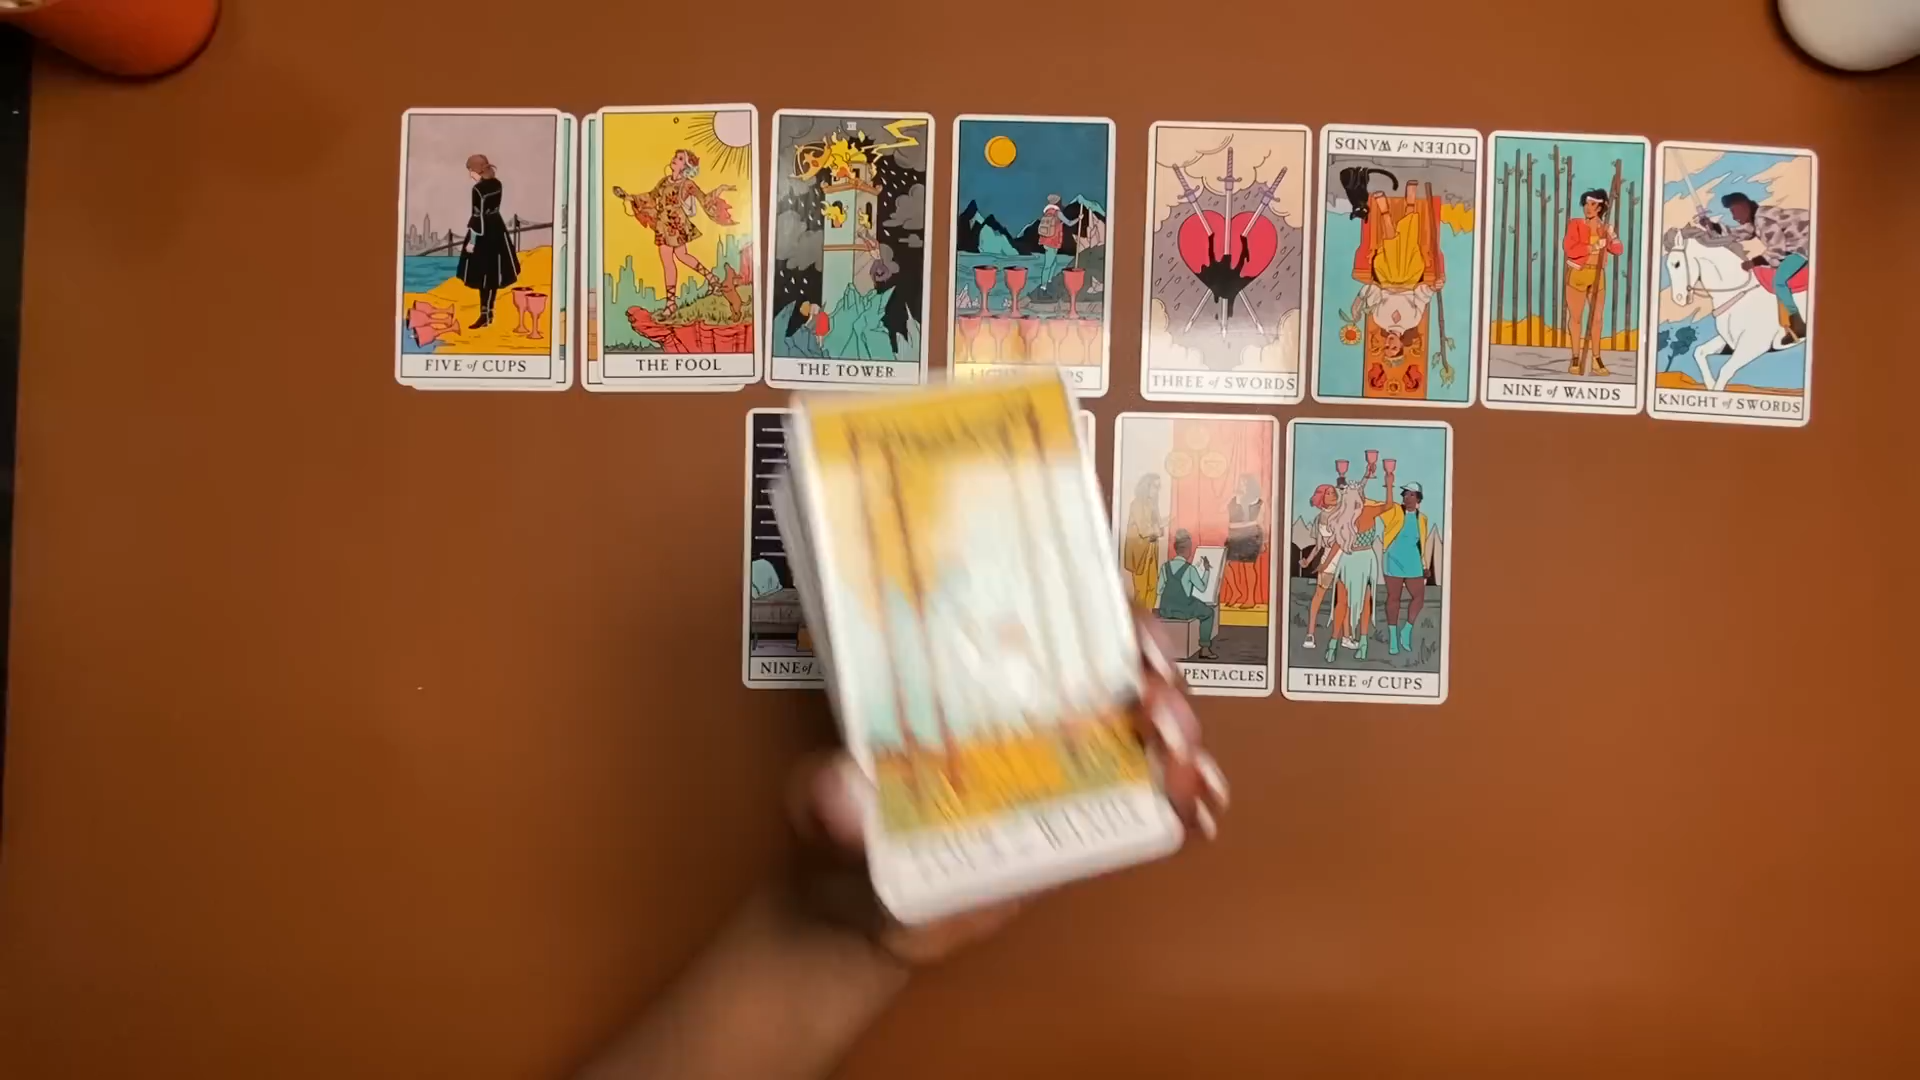 FIVE of CUPS
THE FOOL
THE TOWER
THREE of SWORDS
QUEEN of WANDS
NINE of WANDS
KNIGHT of SWORDS
NINE of
PENTACLES
THREE of CUPS